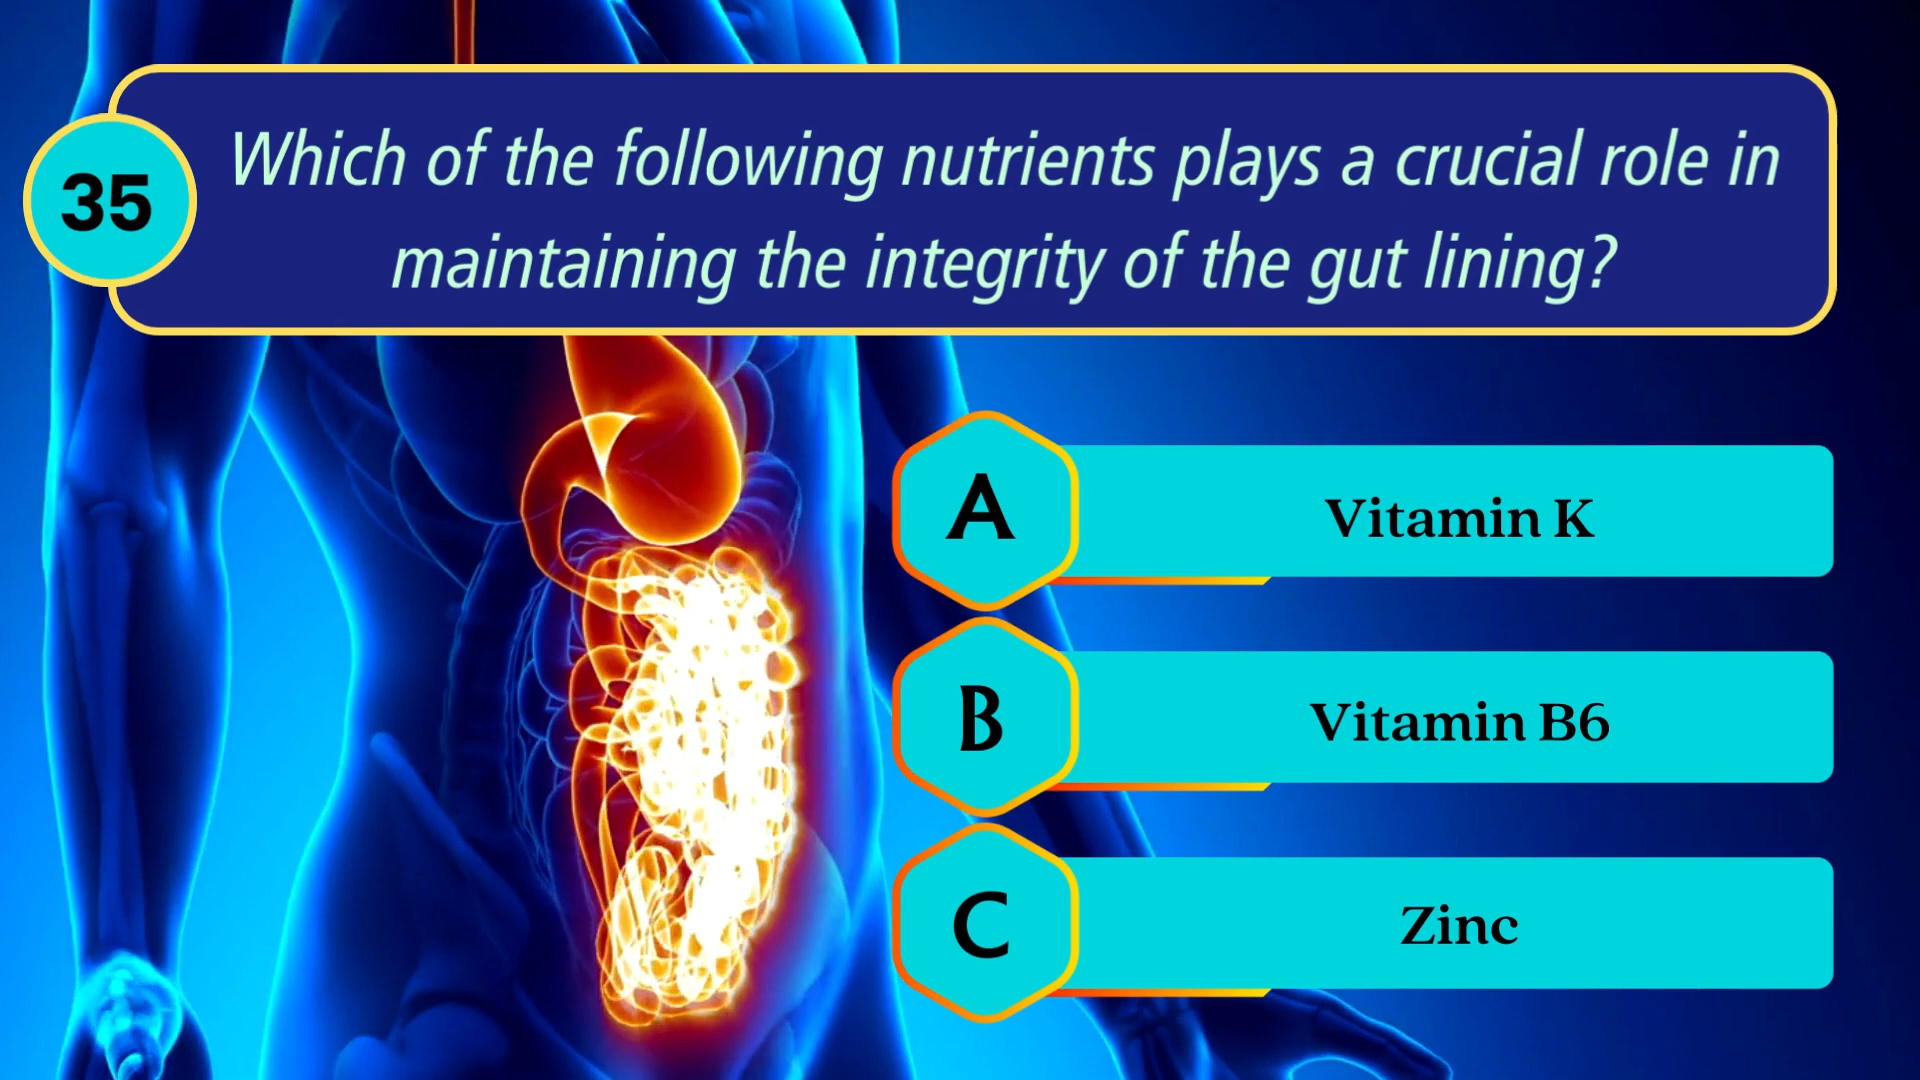 35
Which of the following nutrients plays a crucial role in
maintaining the integrity of the gut lining?
A
Vitamin K
B
Vitamin B6
C
Zinc